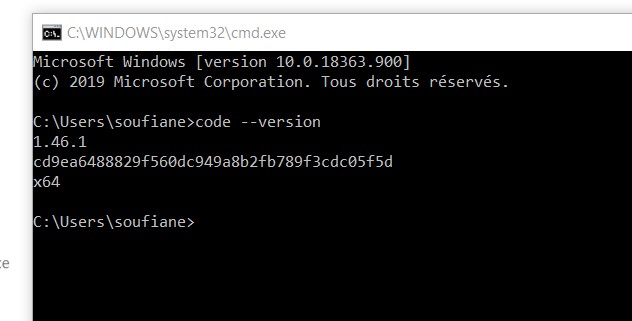 C:\WINDOWS\system32\cmd.exe
Microsoft Windows [version 10.0.18363.900]
(c) 2019 Microsoft Corporation. Tous droits réservés.
C:\Users\soufiane>code --version
1.46.1
cd9ea6488829f560dc949a8b2fb789f3cdc05f5d
x64
C:\Users\soufiane>